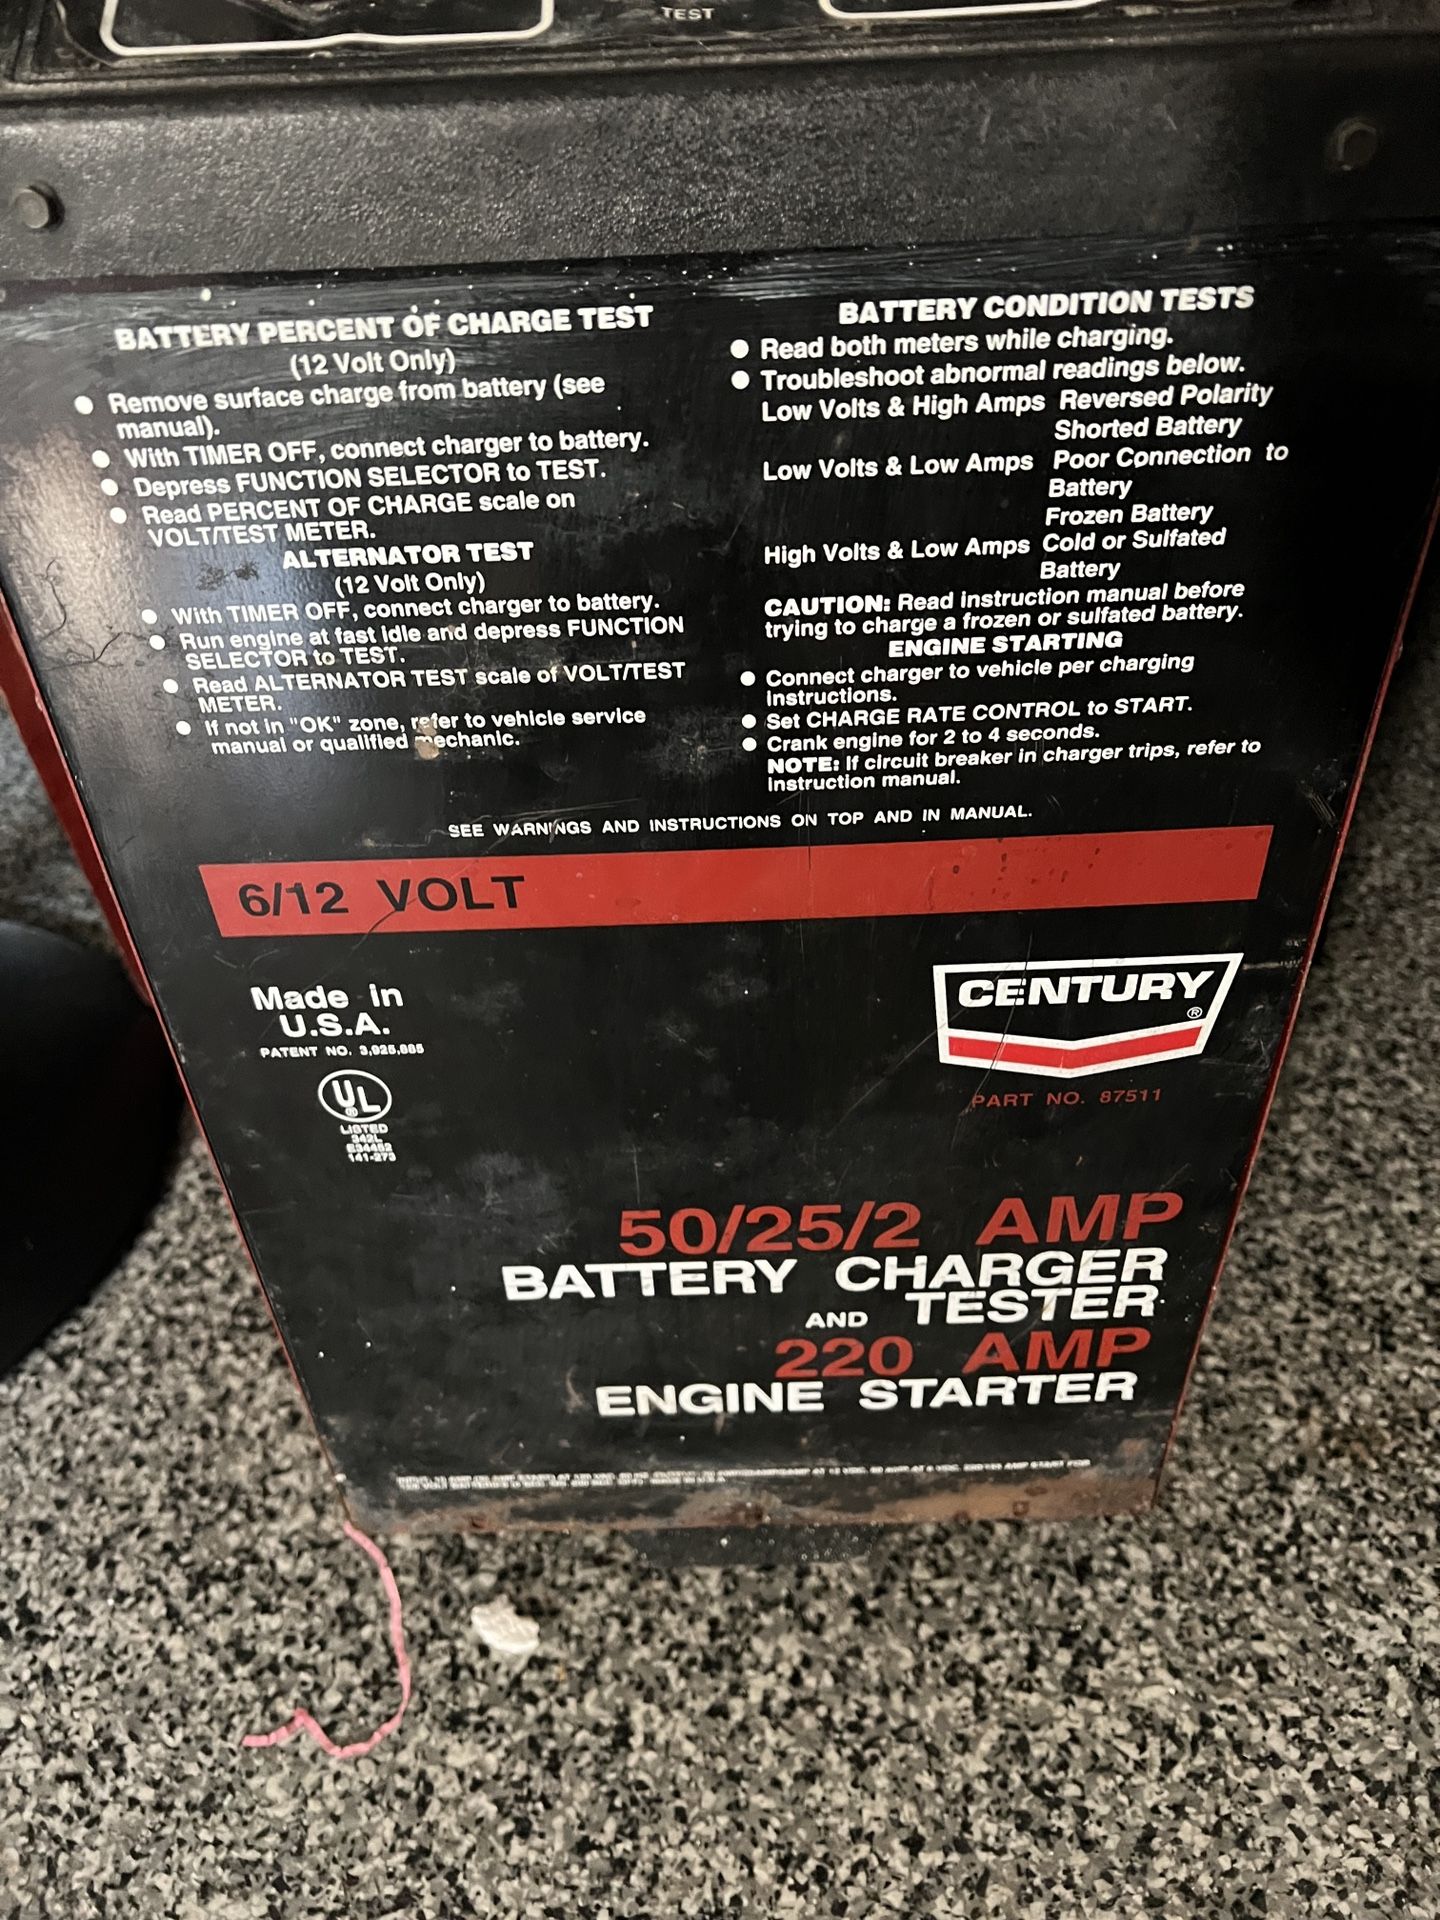 TEST
BATTERY PERCENT OF CHARGE TEST
(12 Volt Only)
● Remove surface charge from battery (see
manual).
● With TIMER OFF, connect charger to battery.
● Depress FUNCTION SELECTOR to TEST.
● Read PERCENT OF CHARGE scale on
VOLT/TEST METER.
ALTERNATOR TEST
(12 Volt Only)
● With TIMER OFF, connect charger to battery.
● Run engine at fast idle and depress FUNCTION
SELECTOR to TEST.
● Read ALTERNATOR TEST scale of VOLT/TEST
METER.
● If not in "OK" zone, refer to vehicle service
manual or qualified mechanic.
BATTERY CONDITION TESTS
● Read both meters while charging.
● Troubleshoot abnormal readings below.
Low Volts & High Amps Reversed Polarity
Shorted Battery
Low Volts & Low Amps Poor Connection to
Battery
Frozen Battery
High Volts & Low Amps Cold or Sulfated
Battery
CAUTION: Read instruction manual before
trying to charge a frozen or sulfated battery.
ENGINE STARTING
● Connect charger to vehicle per charging
instructions.
● Set CHARGE RATE CONTROL to START.
● Crank engine for 2 to 4 seconds.
NOTE: If circuit breaker in charger trips, refer to
instruction manual.
SEE WARNINGS AND INSTRUCTIONS ON TOP AND IN MANUAL.
6/12 VOLT
Made in
U.S.A.
PATENT NO. 3,925,885
UL
®
LISTED
342L
E34452
141-273
CENTURY
®
PART NO. 87511
50/25/2 AMP
BATTERY CHARGER
AND TESTER
220 AMP
ENGINE STARTER